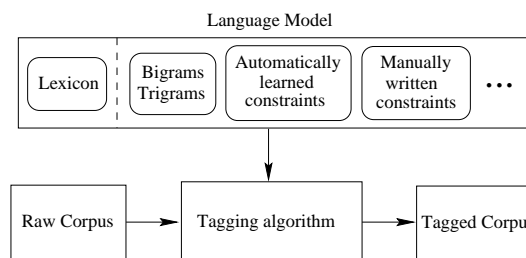 Language Model
Lexicon
Bigrams
Trigrams
Automatically
learned
constraints
Manually
written
constraints
...
Raw Corpus
Tagging algorithm
Tagged Corpu